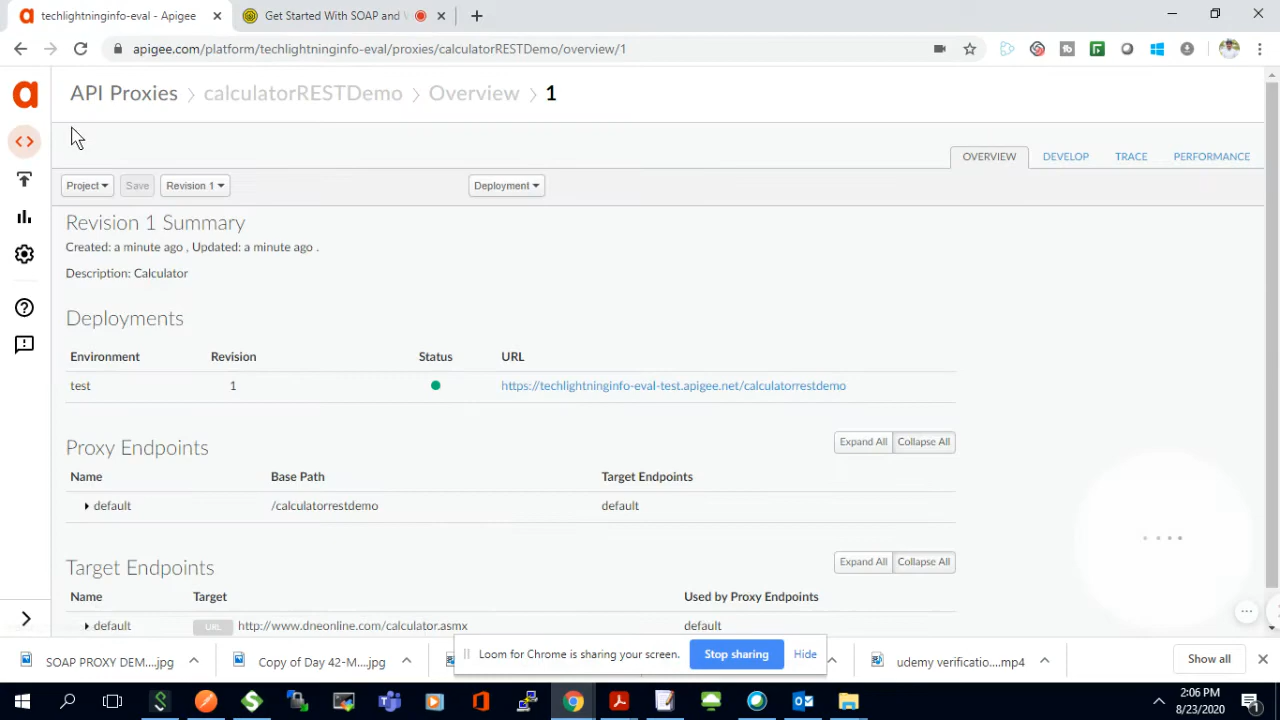 techlightninginfo-eval - Apigee
Get Started With SOAP and
apigee.com/platform/techlightninginfo-eval/proxies/calculatorRESTDemo/overview/1
API Proxies > calculatorRESTDemo > Overview > 1
OVERVIEW DEVELOP TRACE PERFORMANCE
Project Save Revision 1 Deployment
Revision 1 Summary
Created: a minute ago , Updated: a minute ago .
Description: Calculator
Deployments
Environment Revision Status URL
test 1 https://techlightninginfo-eval-test.apigee.net/calculatorrestdemo
Proxy Endpoints Expand All Collapse All
Name Base Path Target Endpoints
default /calculatorrestdemo default
Target Endpoints Expand All Collapse All
Name Target Used by Proxy Endpoints
default URL http://www.dneonline.com/calculator.asmx default
Loom for Chrome is sharing your screen. Stop sharing Hide
SOAP PROXY DEM....jpg Copy of Day 42-M....jpg udemy verificatio....mp4 Show all
2:06 PM
8/23/2020